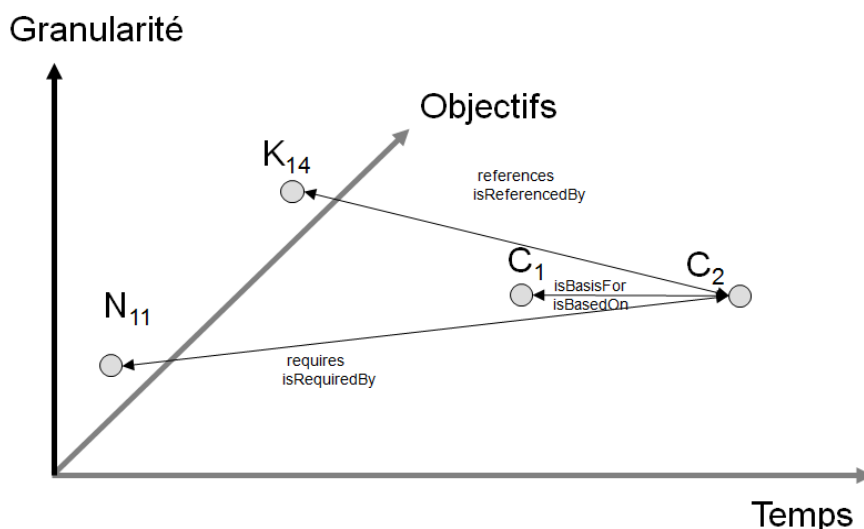 Granularité
Objectifs
K14
references
isReferencedBy
C1
C2
isBasisFor
isBasedOn
N11
requires
isRequiredBy
Temps